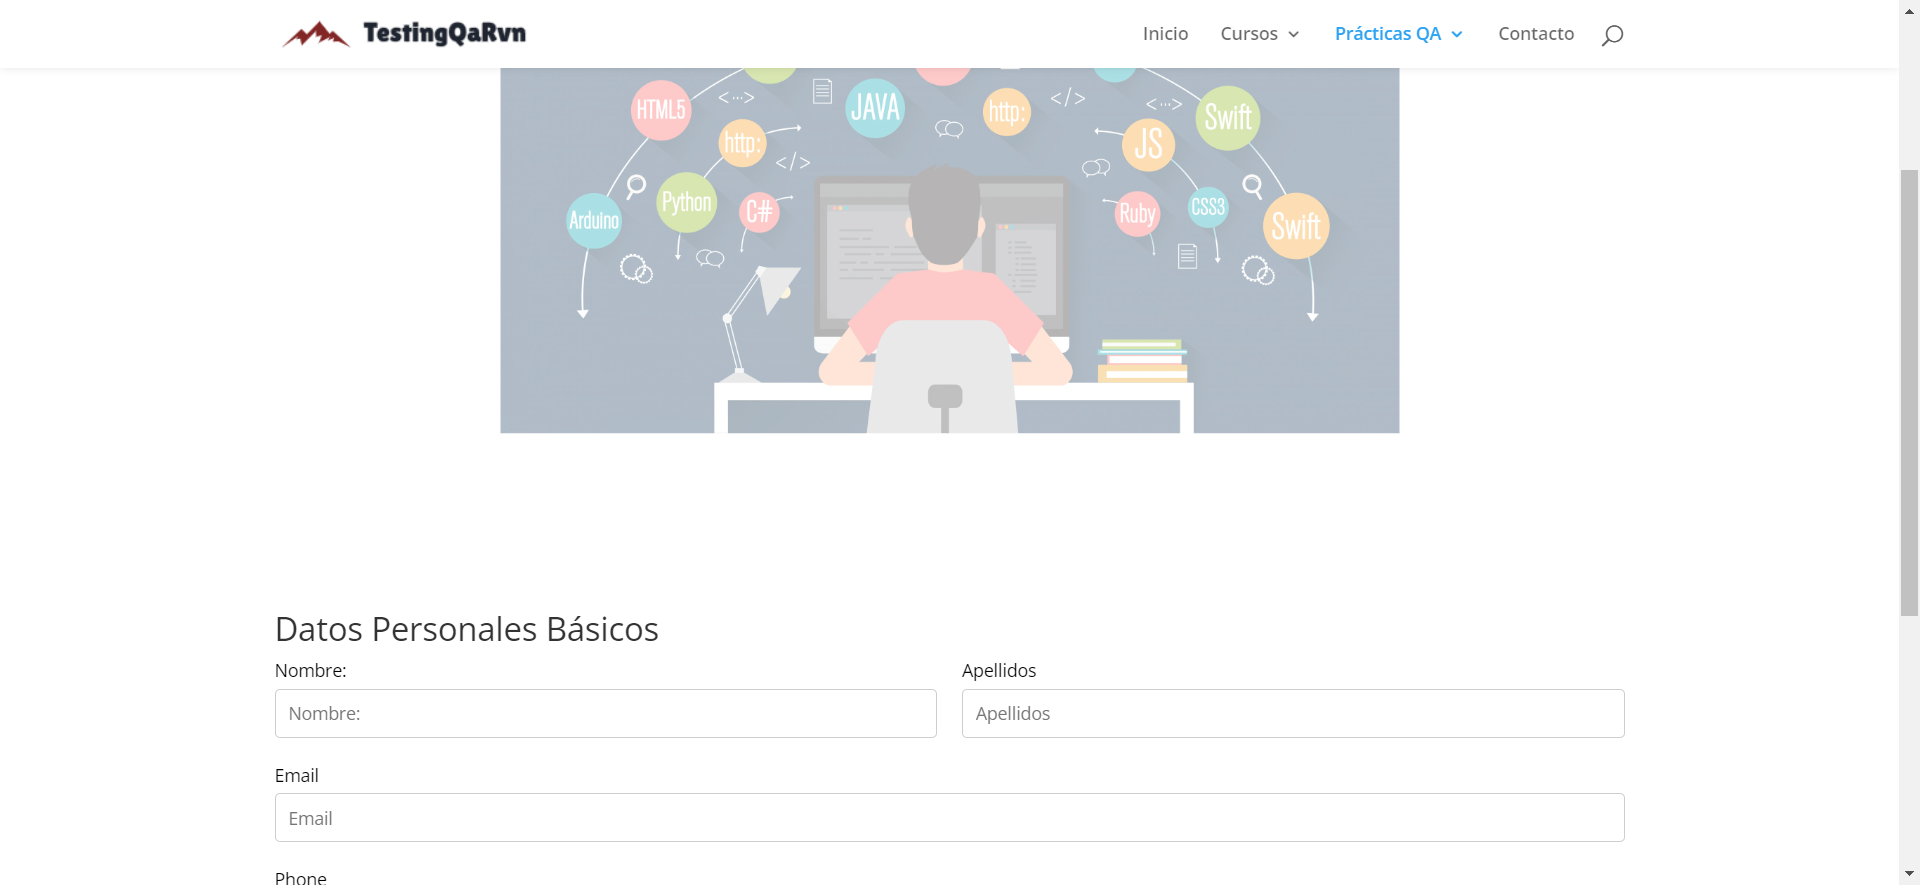 TestingQaRvn
Inicio Cursos Prácticas QA Contacto
HTML5 <···> JAVA http: </> <···> Swift
http: </> JS
Arduino Python C# Ruby CSS3 Swift
Datos Personales Básicos
Nombre: Apellidos
Nombre: Apellidos
Email
Email
Phone